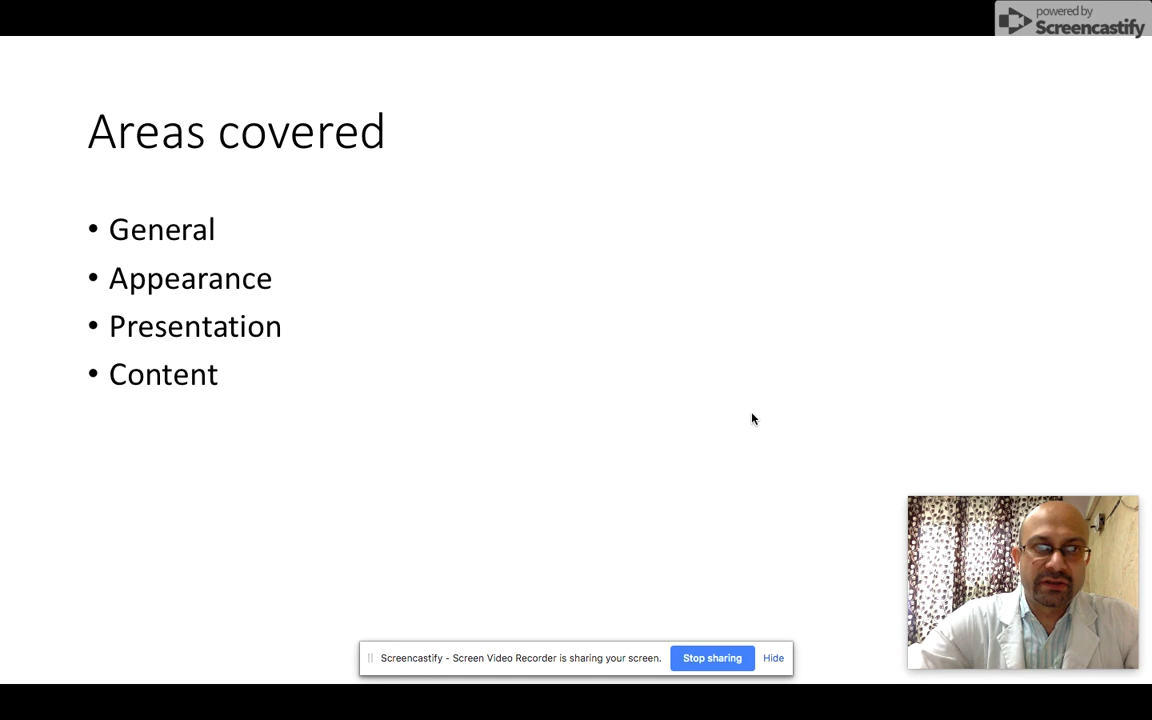 powered by
Screencastify
Areas covered
• General
• Appearance
• Presentation
• Content
Screencastify - Screen Video Recorder is sharing your screen. Stop sharing Hide